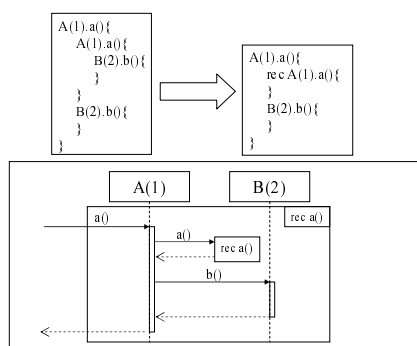 A(1).a(){
A(1).a(){
B(2).b(){
}
}
B(2).b(){
}
}
A(1).a(){
rec A(1).a(){
}
B(2).b(){
}
}
A(1)
B(2)
rec a()
a()
a()
rec a()
b()